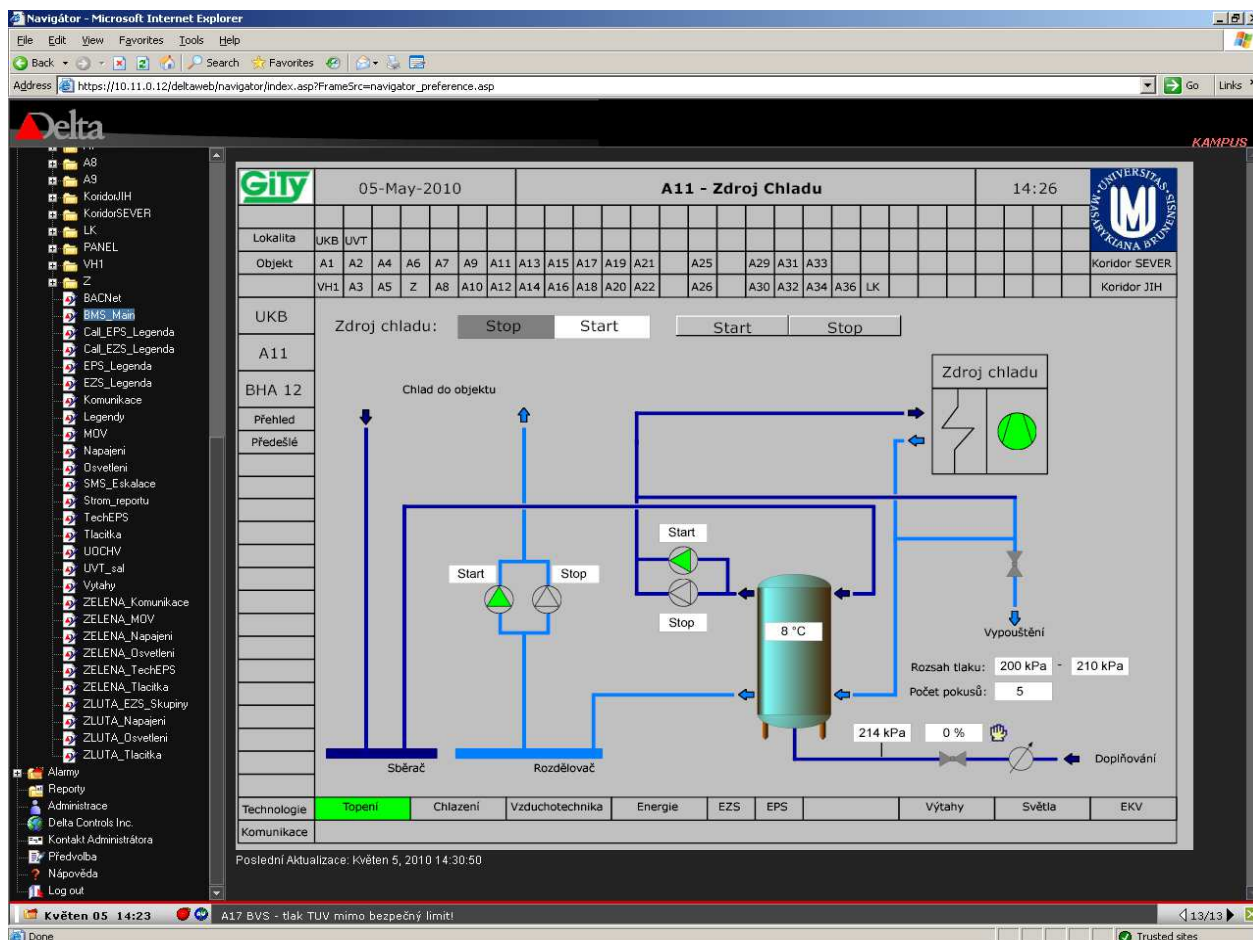 Navigátor - Microsoft Internet Explorer
File Edit View Favorites Tools Help
Back Search Favorites
Address https://10.11.0.12/deltaweb/navigator/index.asp?FrameSrc=navigator_preference.asp Go Links
Delta
KAMPUS
A8
A9
KoridorJIH
KoridorSEVER
LK
PANEL
VH1
Z
BACNet
BMS_Main
Call_EPS_Legenda
Call_EZS_Legenda
EPS_Legenda
EZS_Legenda
Komunikace
Legendy
MOV
Napajeni
Osvetleni
SMS_Eskalace
Strom_reportu
TechEPS
Tlacitka
UOCHV
UVT_sal
Vytahy
ZELENA_Komunikace
ZELENA_MOV
ZELENA_Napajeni
ZELENA_Osvetleni
ZELENA_TechEPS
ZELENA_Tlacitka
ZLUTA_EZS_Skupiny
ZLUTA_Napajeni
ZLUTA_Osvetleni
ZLUTA_Tlacitka
Alarmy
Reporty
Administrace
Delta Controls Inc.
Kontakt Administrátora
Předvolba
Nápověda
Log out
GiTy 05-May-2010 A11 - Zdroj Chladu 14:26
UNIVERSITAS MASARYKIANA BRUNENSIS
Lokalita UKB UVT
Objekt A1 A2 A4 A6 A7 A9 A11 A13 A15 A17 A19 A21 A25 A29 A31 A33 Koridor SEVER
VH1 A3 A5 Z A8 A10 A12 A14 A16 A18 A20 A22 A26 A30 A32 A34 A36 LK Koridor JIH
UKB
A11
BHA 12
Přehled
Předešlé
Zdroj chladu: Stop Start Start Stop
Zdroj chladu
Chlad do objektu
Start
Start Stop
Stop
8 °C
Vypouštění
Rozsah tlaku: 200 kPa - 210 kPa
Počet pokusů: 5
214 kPa 0 %
Doplňování
Sběrač Rozdělovač
Technologie Topení Chlazení Vzduchotechnika Energie EZS EPS Výtahy Světla EKV
Komunikace
Poslední Aktualizace: Květen 5, 2010 14:30:50
Květen 05 14:23 A17 BVS - tlak TUV mimo bezpečný limit! 13/13
Done Trusted sites